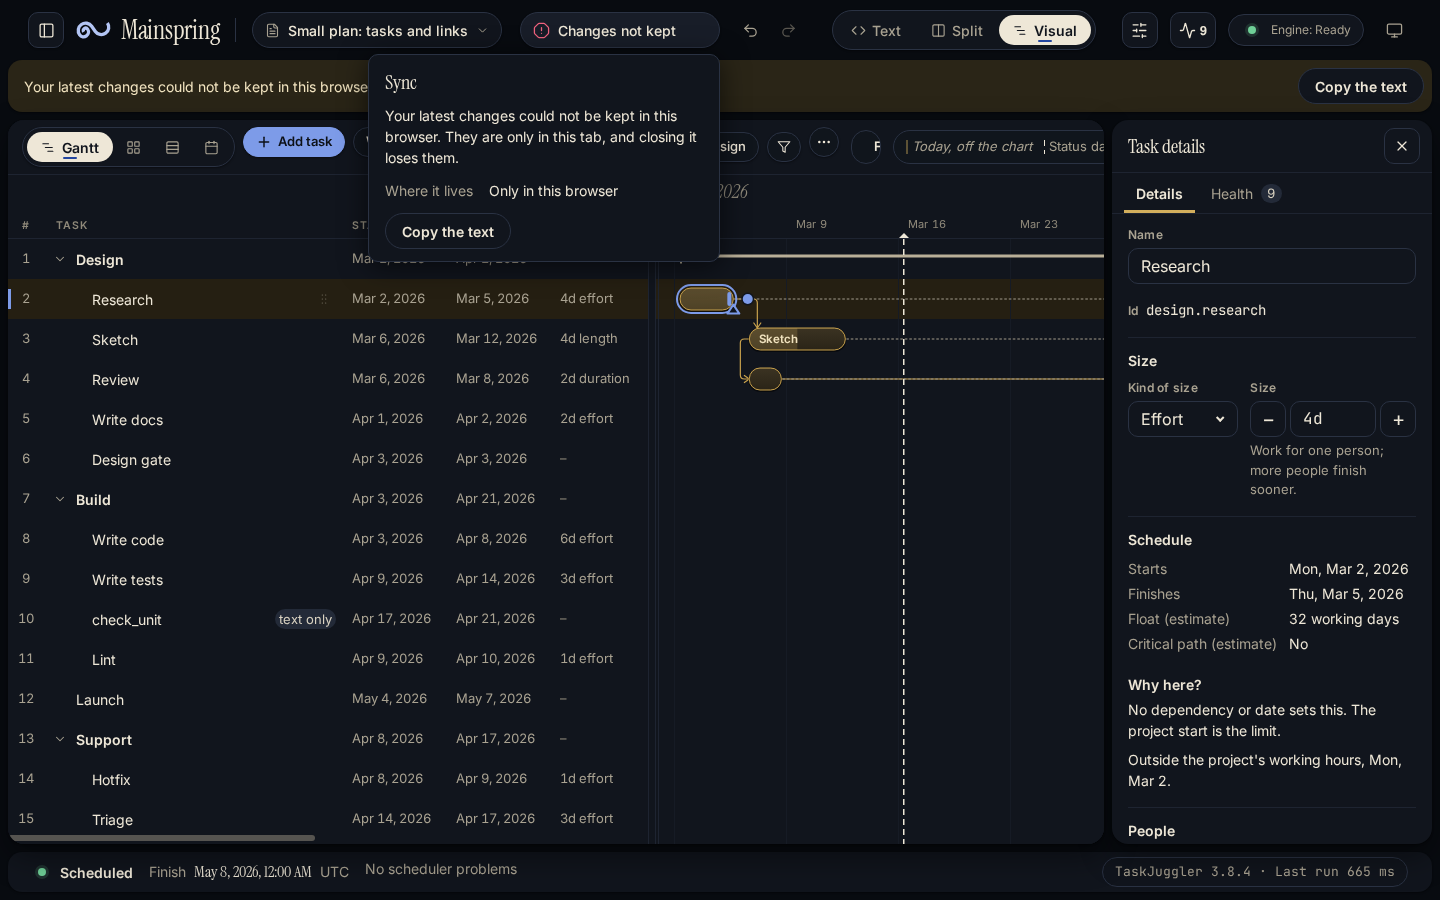 Mainspring
Small plan: tasks and links
Changes not kept
Text
Split
Visual
9
Engine: Ready
Your latest changes could not be kept in this browse
Copy the text
Sync
Your latest changes could not be kept in this
browser. They are only in this tab, and closing it
loses them.
Where it lives Only in this browser
Copy the text
Gantt
Add task
sign
Today, off the chart
Status da
2026
# TASK
Mar 9 Mar 16 Mar 23
1 Design
2 Research Mar 2, 2026 Mar 5, 2026 4d effort
3 Sketch Mar 6, 2026 Mar 12, 2026 4d length
Sketch
4 Review Mar 6, 2026 Mar 8, 2026 2d duration
5 Write docs Apr 1, 2026 Apr 2, 2026 2d effort
6 Design gate Apr 3, 2026 Apr 3, 2026 –
7 Build Apr 3, 2026 Apr 21, 2026 –
8 Write code Apr 3, 2026 Apr 8, 2026 6d effort
9 Write tests Apr 9, 2026 Apr 14, 2026 3d effort
10 check_unit text only Apr 17, 2026 Apr 21, 2026 –
11 Lint Apr 9, 2026 Apr 10, 2026 1d effort
12 Launch May 4, 2026 May 7, 2026 –
13 Support Apr 8, 2026 Apr 17, 2026 –
14 Hotfix Apr 8, 2026 Apr 9, 2026 1d effort
15 Triage Apr 14, 2026 Apr 17, 2026 3d effort
Task details
Details
Health 9
Name
Research
Id design.research
Size
Kind of size Size
Effort
− 4d +
Work for one person;
more people finish
sooner.
Schedule
Starts Mon, Mar 2, 2026
Finishes Thu, Mar 5, 2026
Float (estimate) 32 working days
Critical path (estimate) No
Why here?
No dependency or date sets this. The
project start is the limit.
Outside the project's working hours, Mon,
Mar 2.
People
Scheduled
Finish May 8, 2026, 12:00 AM UTC
No scheduler problems
TaskJuggler 3.8.4 · Last run 665 ms